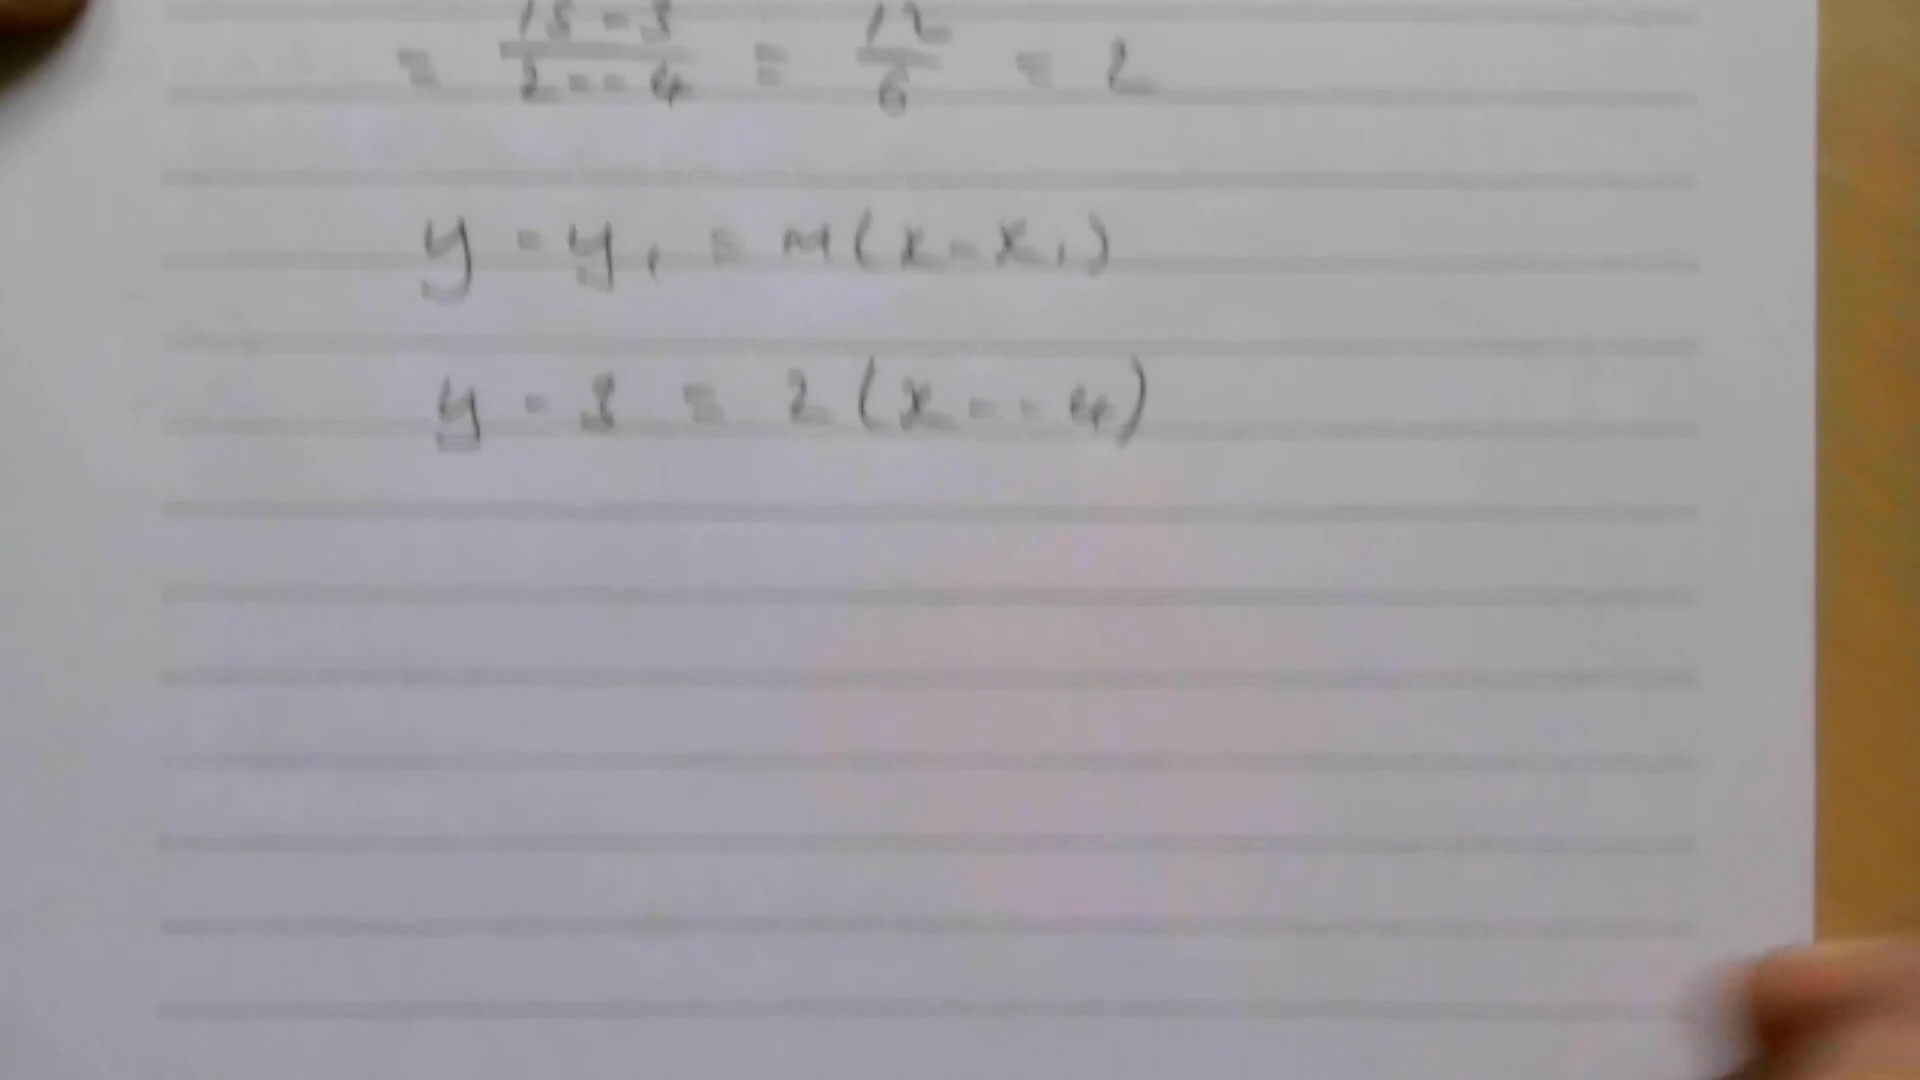 = 15 - 3 / 2 - - 4 = 12 / 6 = 2
y - y₁ = m(x - x₁)
y - 3 = 2(x - - 4)